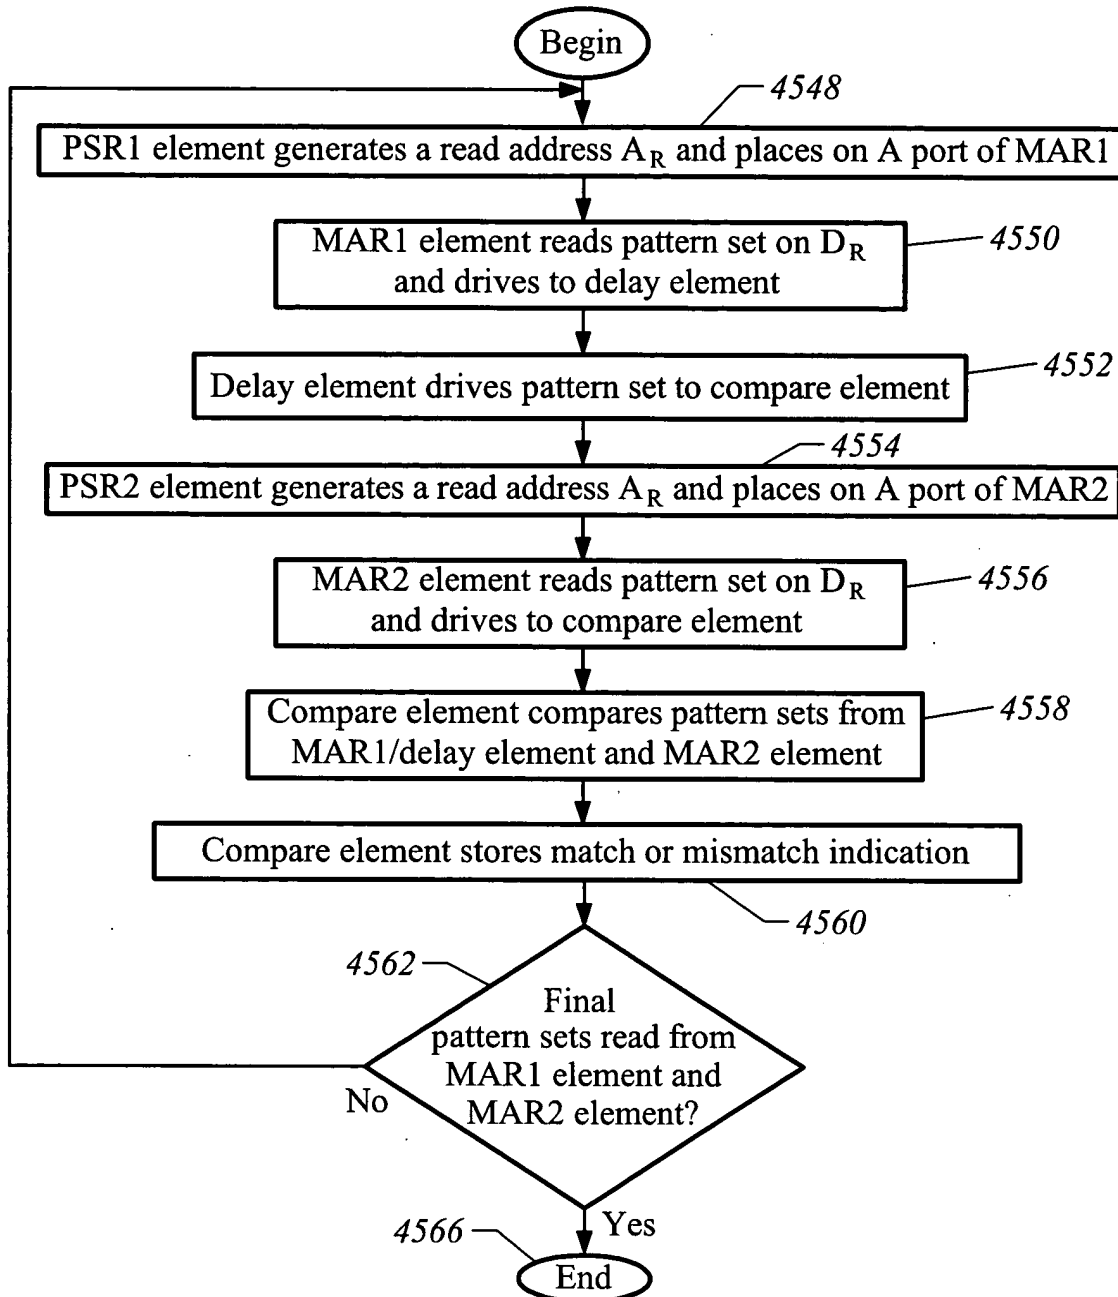 Begin
4548
PSR1 element generates a read address A_R and places on A port of MAR1
MAR1 element reads pattern set on D_R
and drives to delay element
4550
Delay element drives pattern set to compare element
4552
4554
PSR2 element generates a read address A_R and places on A port of MAR2
MAR2 element reads pattern set on D_R
and drives to compare element
4556
Compare element compares pattern sets from
MAR1/delay element and MAR2 element
4558
Compare element stores match or mismatch indication
4560
4562
Final
pattern sets read from
MAR1 element and
MAR2 element?
No
Yes
4566
End